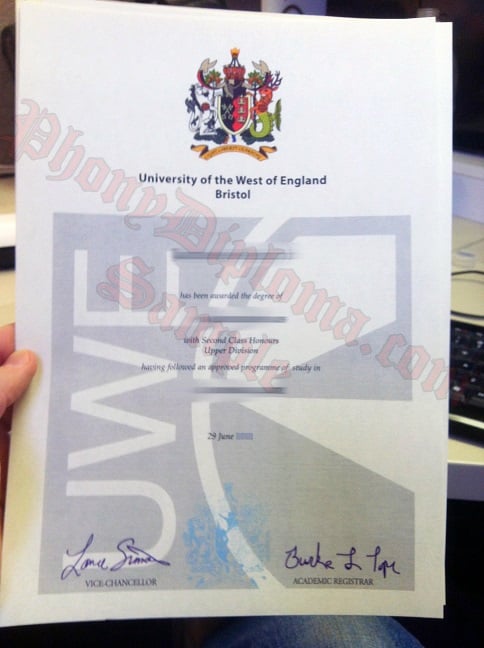 University of the West of England
Bristol
has been awarded the degree of
with Second Class Honours
Upper Division
having followed an approved programme of study in
29 June
UWE
VICE-CHANCELLOR
ACADEMIC REGISTRAR
PhonyDiploma.com
Sample